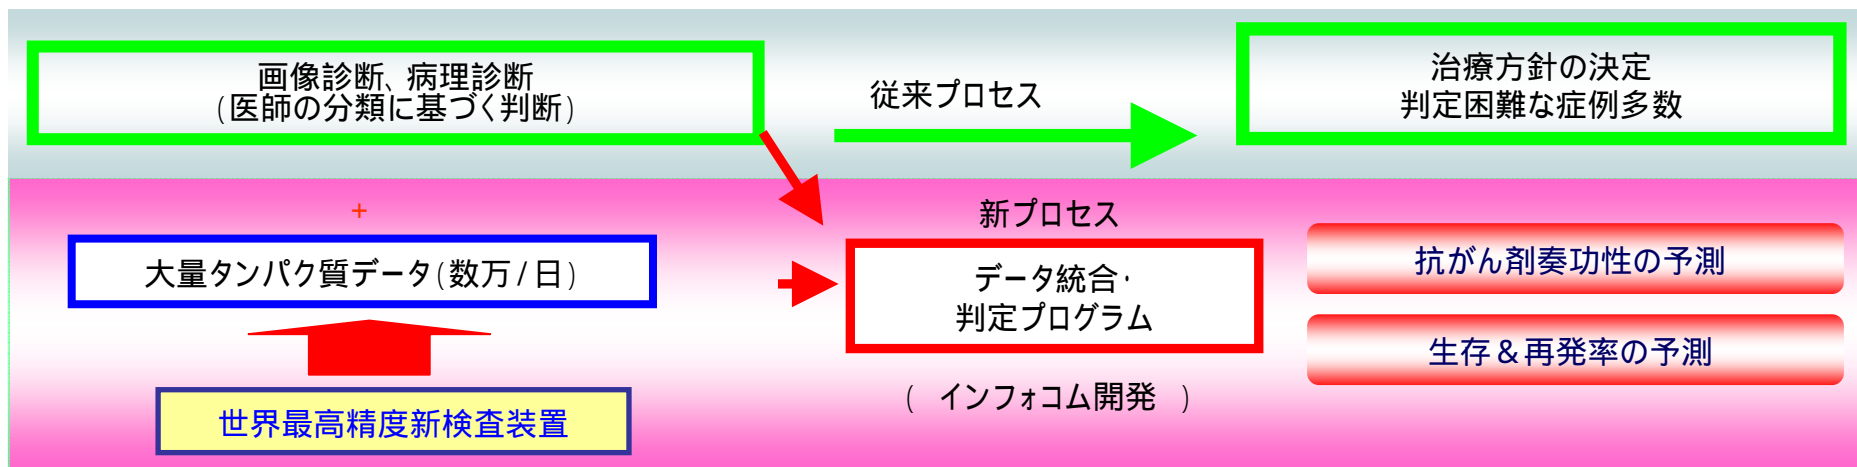 画像診断、病理診断
(医師の分類に基づく判断)
従来プロセス
治療方針の決定
判定困難な症例多数
+
大量タンパク質データ(数万/日)
世界最高精度新検査装置
新プロセス
データ統合・
判定プログラム
( インフォコム開発 )
抗がん剤奏功性の予測
生存&再発率の予測